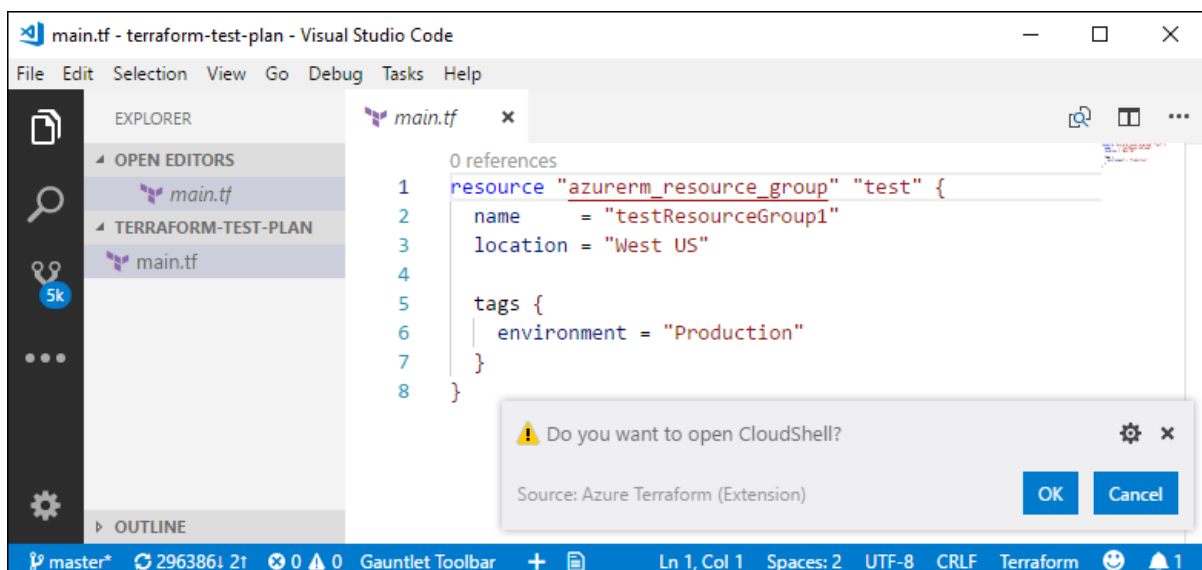 main.tf - terraform-test-plan - Visual Studio Code
File Edit Selection View Go Debug Tasks Help
EXPLORER
OPEN EDITORS
main.tf
TERRAFORM-TEST-PLAN
main.tf
OUTLINE
5k
main.tf
0 references
1 resource "azurerm_resource_group" "test" {
2 name     = "testResourceGroup1"
3 location = "West US"
4
5 tags {
6 environment = "Production"
7 }
8 }
Do you want to open CloudShell?
Source: Azure Terraform (Extension)
OK Cancel
master* 296386↓ 2↑ 0 0 Gauntlet Toolbar Ln 1, Col 1 Spaces: 2 UTF-8 CRLF Terraform 1